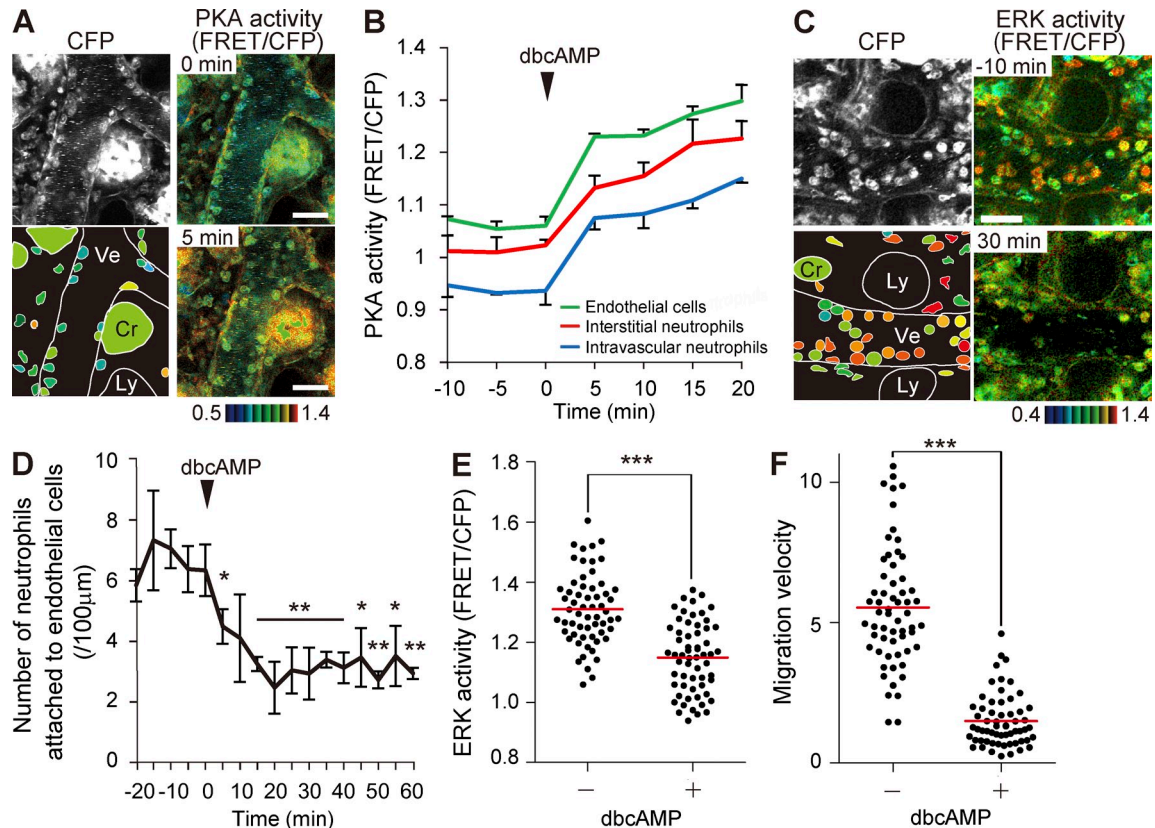 A
CFP
PKA activity
(FRET/CFP)
0 min
5 min
Ve
Cr
Ly
0.5
1.4
B
dbcAMP
PKA activity (FRET/CFP)
1.4
1.3
1.2
1.1
1
0.9
0.8
Endothelial cells
Interstitial neutrophils
Intravascular neutrophils
-10
-5
0
5
10
15
20
Time (min)
C
CFP
ERK activity
(FRET/CFP)
-10 min
30 min
Cr
Ly
Ve
Ly
0.4
1.4
D
dbcAMP
Number of neutrophils
attached to endothelial cells
(/100μm)
10
8
6
4
2
0
*
**
*
**
*
**
-20
-10
0
10
20
30
40
50
60
Time (min)
E
***
ERK activity (FRET/CFP)
1.8
1.6
1.4
1.2
1.0
0.8
−
+
dbcAMP
F
***
Migration velocity
10
5
0
−
+
dbcAMP